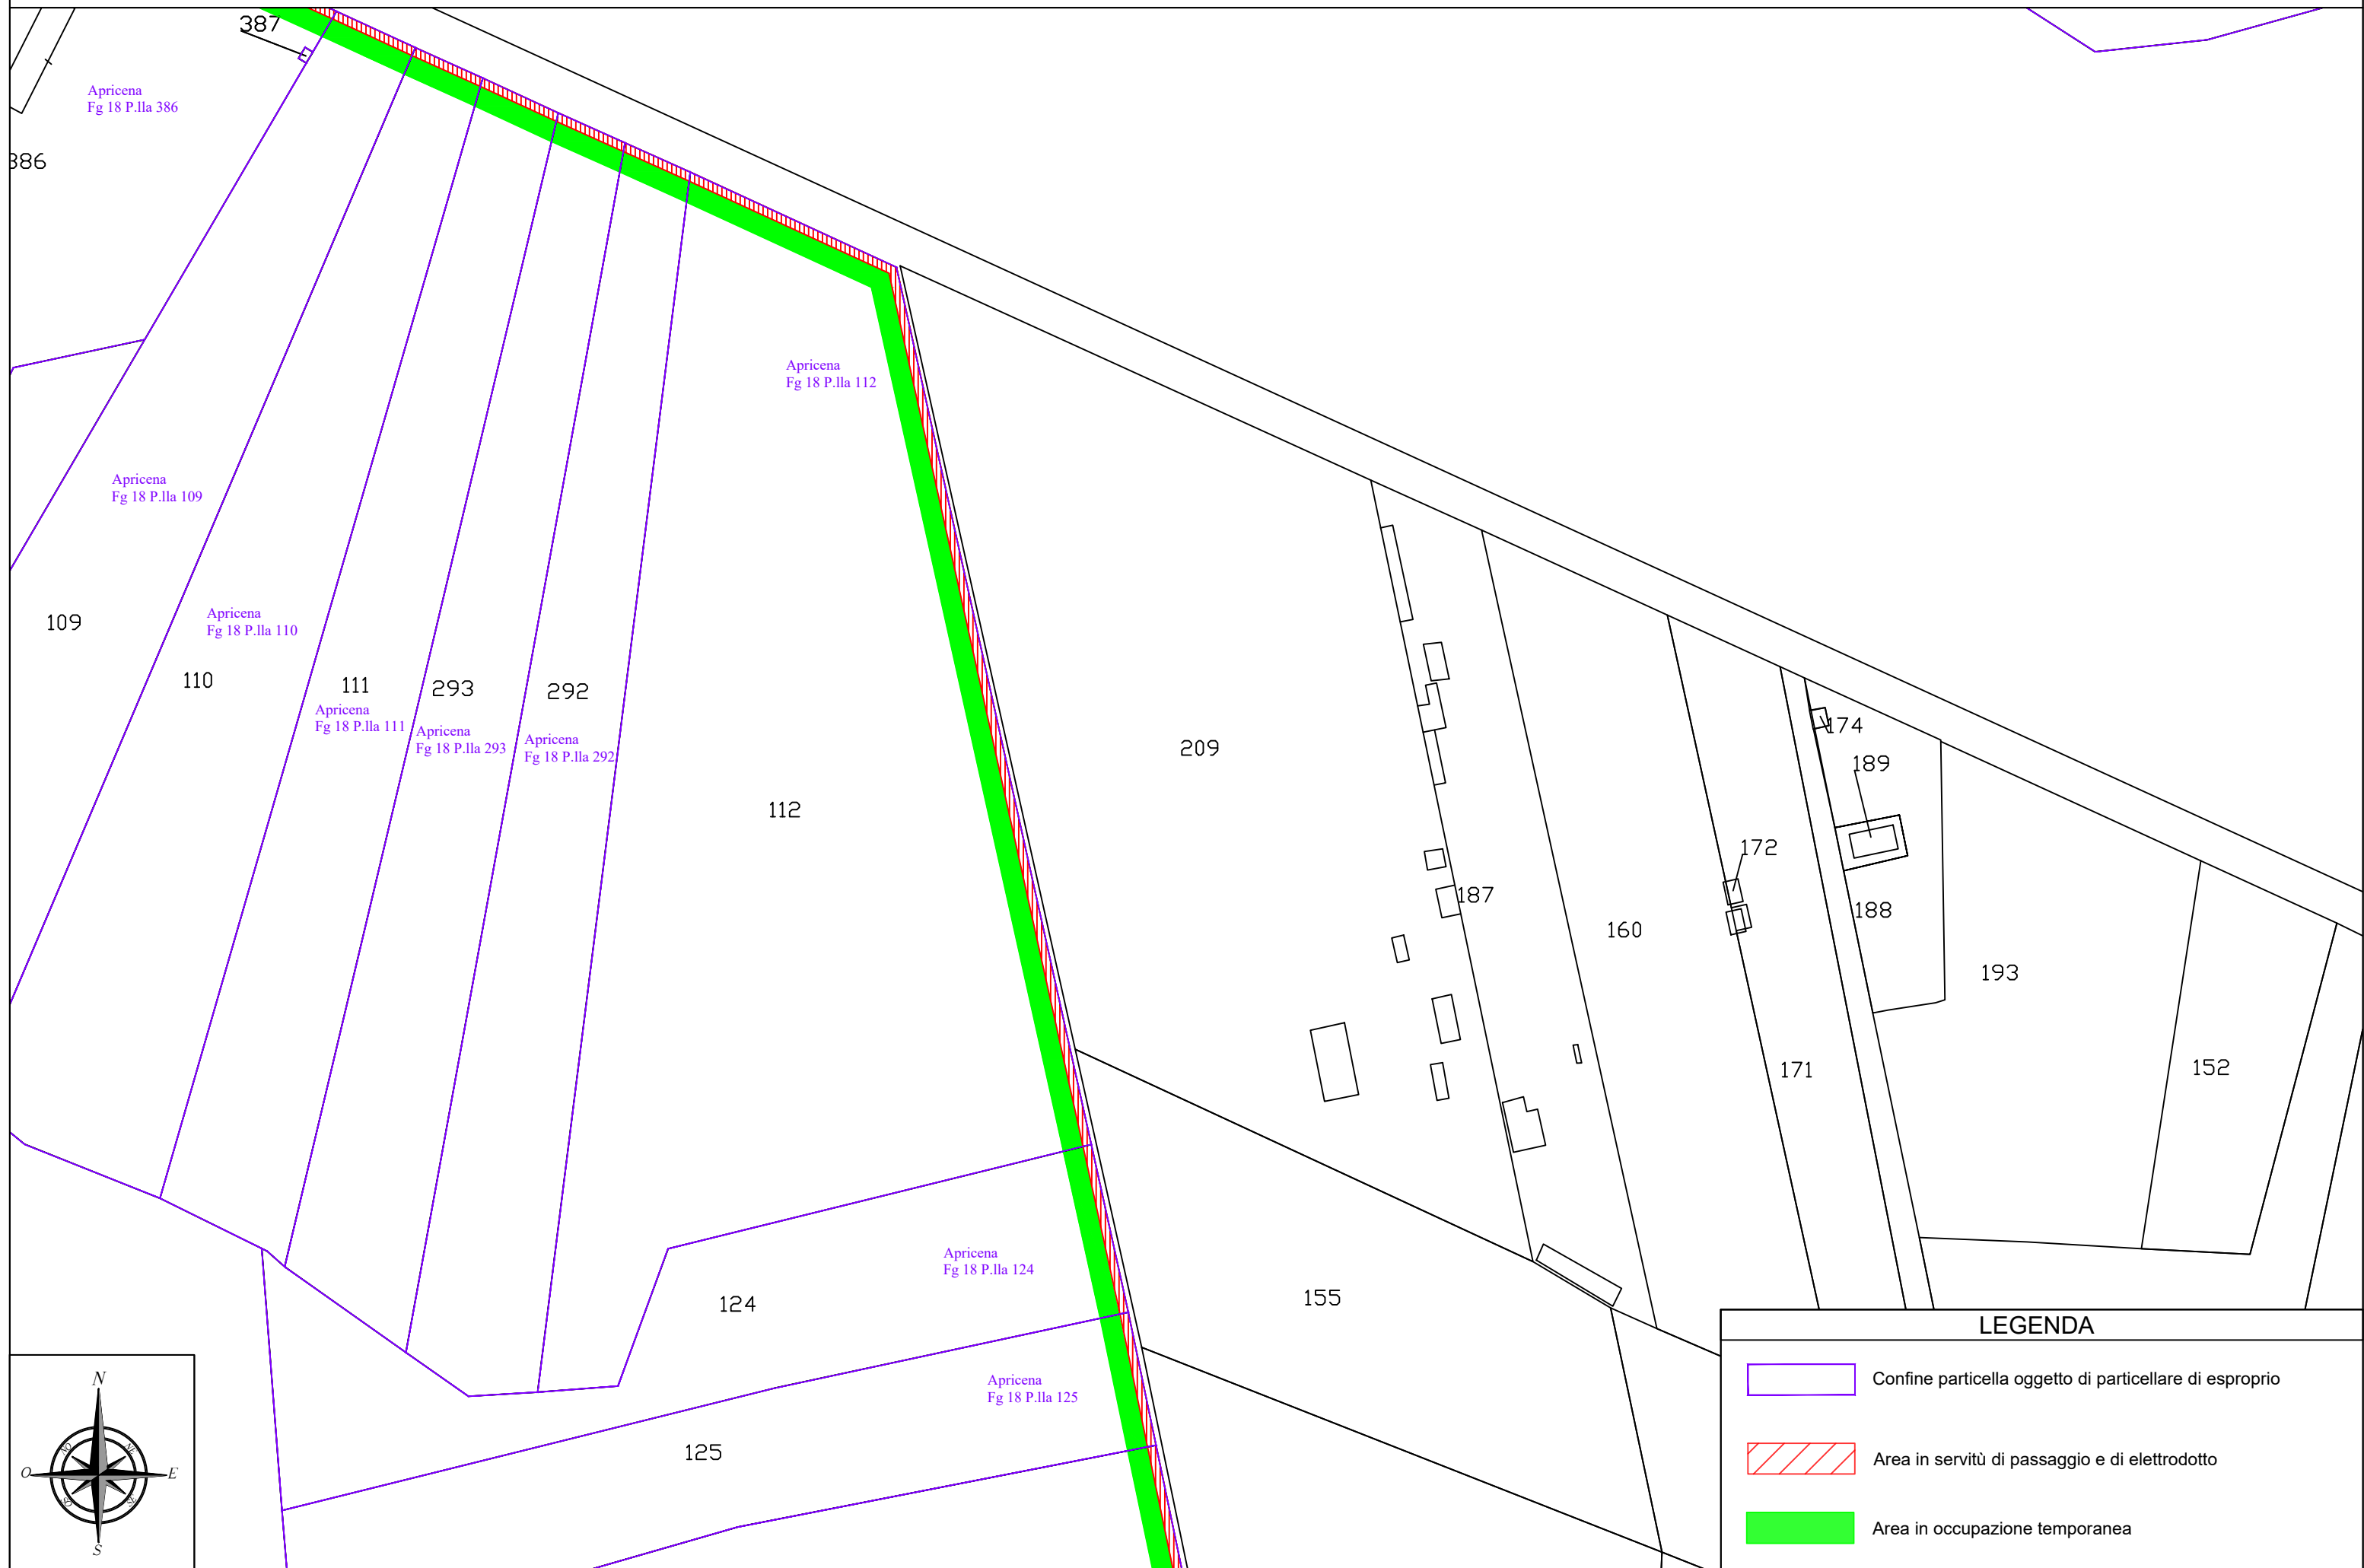 387
Apricena
Fg 18 P.lla 386
386
Apricena
Fg 18 P.lla 112
Apricena
Fg 18 P.lla 109
109
Apricena
Fg 18 P.lla 110
110
111
293
292
Apricena
Fg 18 P.lla 111
Apricena
Fg 18 P.lla 293
Apricena
Fg 18 P.lla 292
112
209
174
189
172
187
188
160
193
171
152
Apricena
Fg 18 P.lla 124
124
155
Apricena
Fg 18 P.lla 125
125
N
NO
NE
O
E
SO
S
LEGENDA
Confine particella oggetto di particellare di esproprio
Area in servitù di passaggio e di elettrodotto
Area in occupazione temporanea